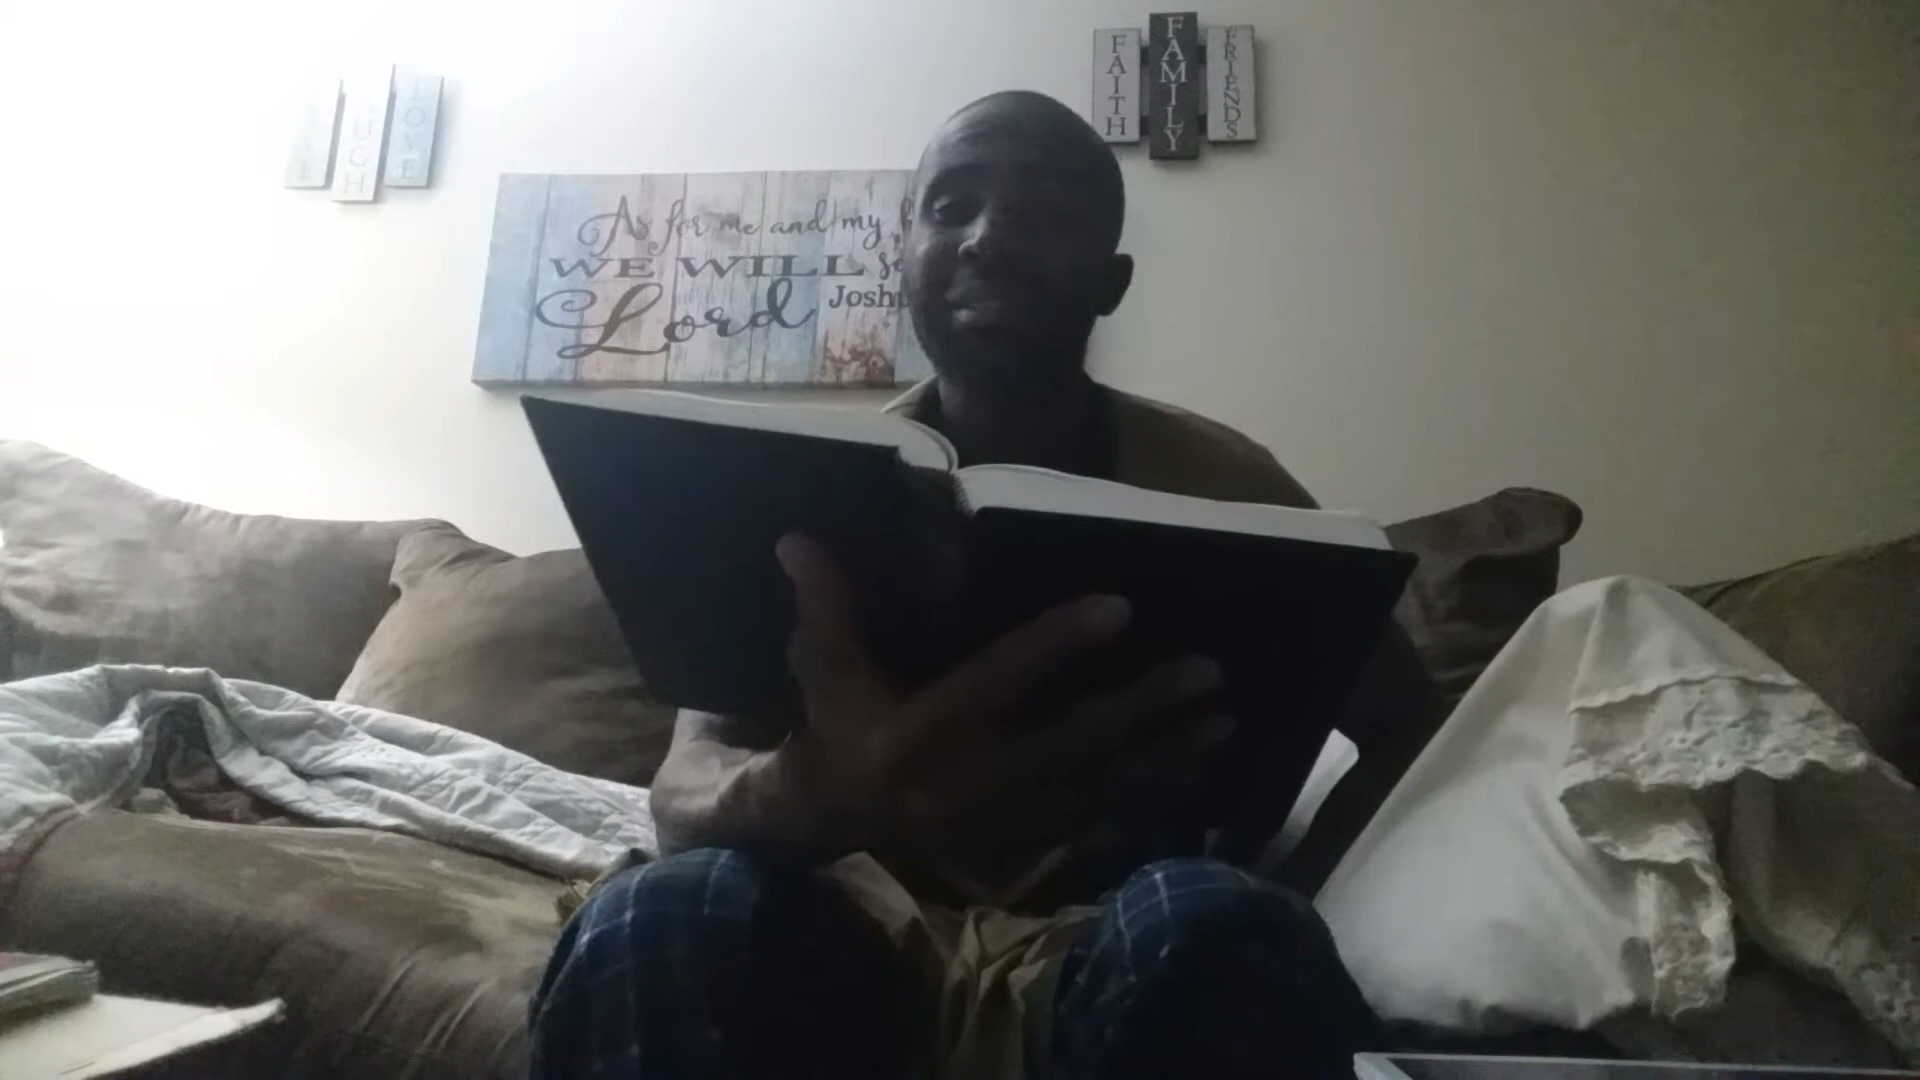 LOVE
FAITH
FAMILY
FRIENDS
As for me and my
WE WILL
Lord